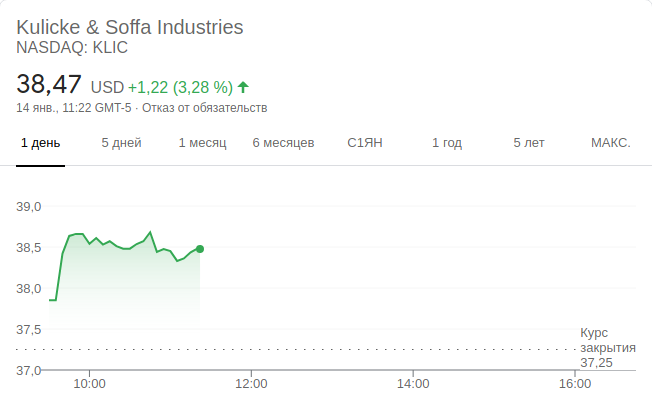 Kulicke & Soffa Industries
NASDAQ: KLIC
38,47 USD +1,22 (3,28 %)
14 янв., 11:22 GMT-5 · Отказ от обязательств
1 день 5 дней 1 месяц 6 месяцев С1ЯН 1 год 5 лет МАКС.
39,0
38,5
38,0
37,5
Курс
закрытия
37,25
37,0
10:00 12:00 14:00 16:00